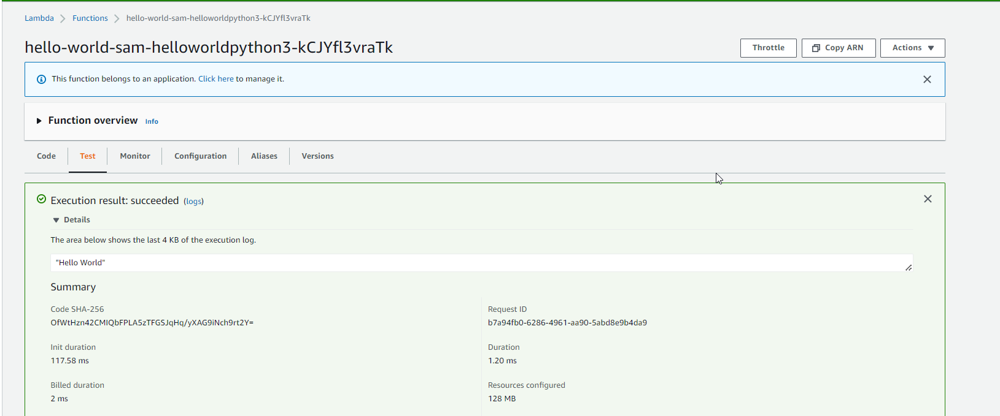 Lambda Functions hello-world-sam-helloworldpython3-kCJYfl3vraTk
hello-world-sam-helloworldpython3-kCJYfl3vraTk
Throttle Copy ARN Actions
This function belongs to an application. Click here to manage it.
Function overview Info
Code Test Monitor Configuration Aliases Versions
Execution result: succeeded (logs)
Details
The area below shows the last 4 KB of the execution log.
"Hello World"
Summary
Code SHA-256
OfWtHzn42CMIQbFPLA5zTFGSJqHq/yXAG9iNch9rt2Y=
Request ID
b7a94fb0-6286-4961-aa90-5abd8e9b4da9
Init duration
117.58 ms
Duration
1.20 ms
Billed duration
2 ms
Resources configured
128 MB